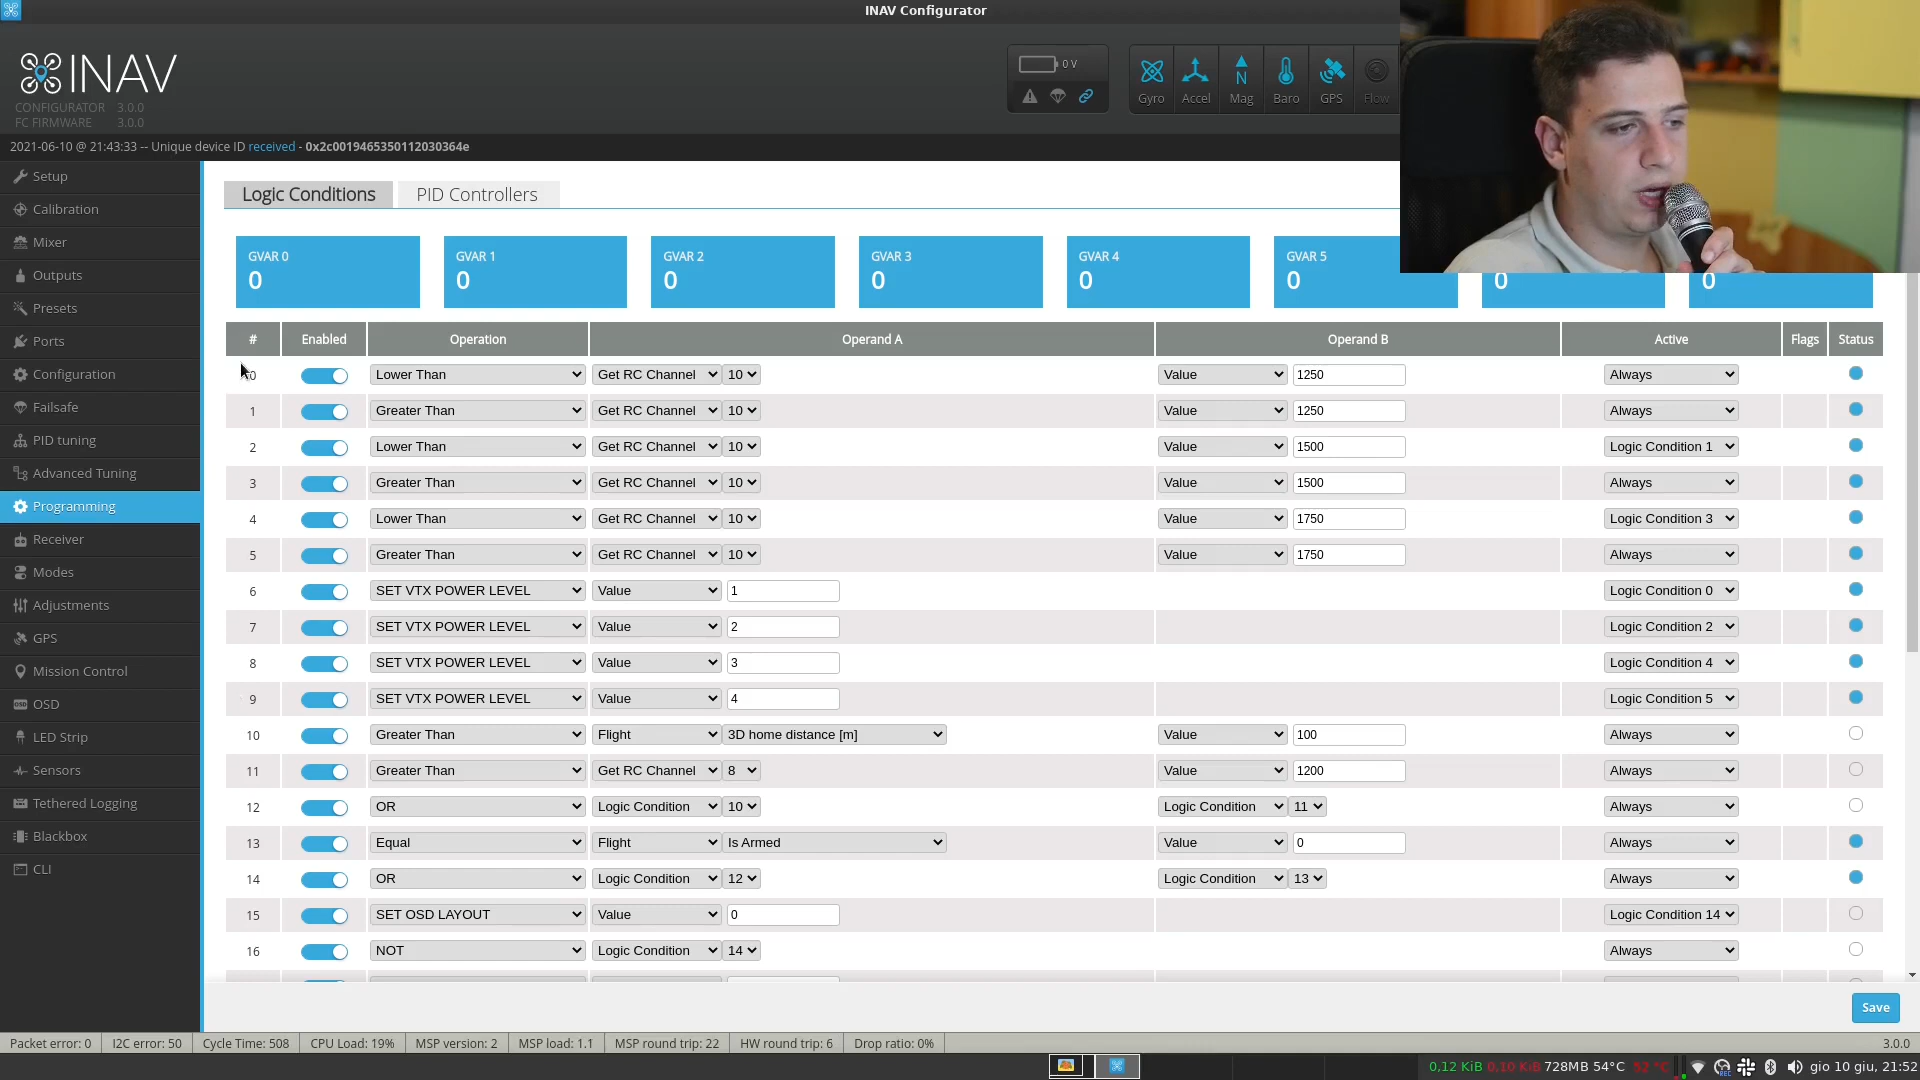 INAV Configurator
INAV
CONFIGURATOR 3.0.0
FC FIRMWARE 3.0.0
0 V
Gyro Accel Mag Baro GPS Flow
2021-06-10 @ 21:43:33 -- Unique device ID received - 0x2c0019465350112030364e
Setup
Calibration
Mixer
Outputs
Presets
Ports
Configuration
Failsafe
PID tuning
Advanced Tuning
Programming
Receiver
Modes
Adjustments
GPS
Mission Control
OSD
LED Strip
Sensors
Tethered Logging
Blackbox
CLI
Logic Conditions PID Controllers
GVAR 0 GVAR 1 GVAR 2 GVAR 3 GVAR 4 GVAR 5
0 0 0 0 0 0 0 0
# Enabled Operation Operand A Operand B Active Flags Status
0 Lower Than Get RC Channel 10 Value 1250 Always
1 Greater Than Get RC Channel 10 Value 1250 Always
2 Lower Than Get RC Channel 10 Value 1500 Logic Condition 1
3 Greater Than Get RC Channel 10 Value 1500 Always
4 Lower Than Get RC Channel 10 Value 1750 Logic Condition 3
5 Greater Than Get RC Channel 10 Value 1750 Always
6 SET VTX POWER LEVEL Value 1 Logic Condition 0
7 SET VTX POWER LEVEL Value 2 Logic Condition 2
8 SET VTX POWER LEVEL Value 3 Logic Condition 4
9 SET VTX POWER LEVEL Value 4 Logic Condition 5
10 Greater Than Flight 3D home distance [m] Value 100 Always
11 Greater Than Get RC Channel 8 Value 1200 Always
12 OR Logic Condition 10 Logic Condition 11 Always
13 Equal Flight Is Armed Value 0 Always
14 OR Logic Condition 12 Logic Condition 13 Always
15 SET OSD LAYOUT Value 0 Logic Condition 14
16 NOT Logic Condition 14 Always
Save
Packet error: 0 I2C error: 50 Cycle Time: 508 CPU Load: 19% MSP version: 2 MSP load: 1.1 MSP round trip: 22 HW round trip: 6 Drop ratio: 0% 3.0.0
0,12 KiB 0,10 KiB 728MB 54°C 52 °C gio 10 giu, 21:52